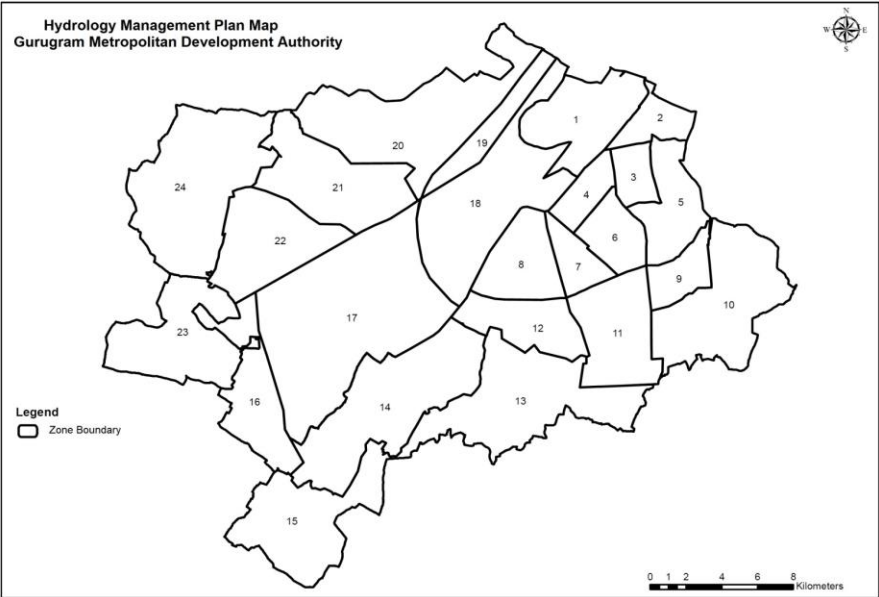 Hydrology Management Plan Map
Gurugram Metropolitan Development Authority
N
W E
S
1
2
20
19
3
24
21
4
18
5
22
6
8
7
9
10
17
12
11
23
16
14
13
Legend
Zone Boundary
15
0 1 2 4 6 8
Kilometers